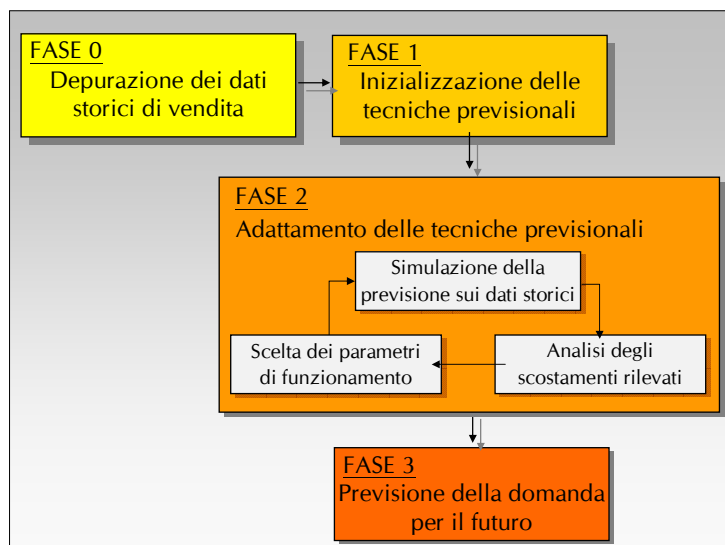 FASE 0
Depurazione dei dati
storici di vendita
FASE 1
Inizializzazione delle
tecniche previsionali
FASE 2
Adattamento delle tecniche previsionali
Simulazione della
previsione sui dati storici
Scelta dei parametri
di funzionamento
Analisi degli
scostamenti rilevati
FASE 3
Previsione della domanda
per il futuro